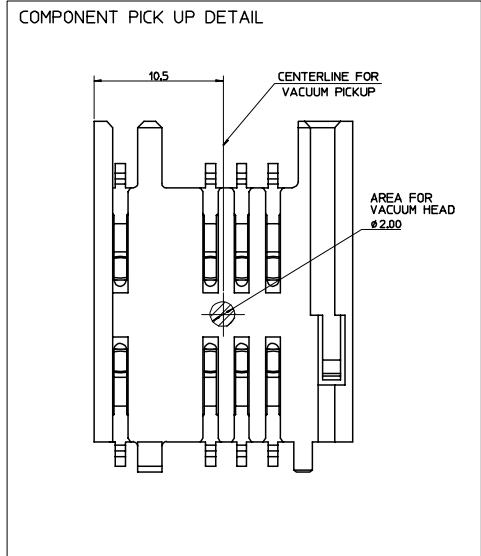 COMPONENT PICK UP DETAIL
10.5
CENTERLINE FOR
VACUUM PICKUP
AREA FOR
VACUUM HEAD
ø2.00